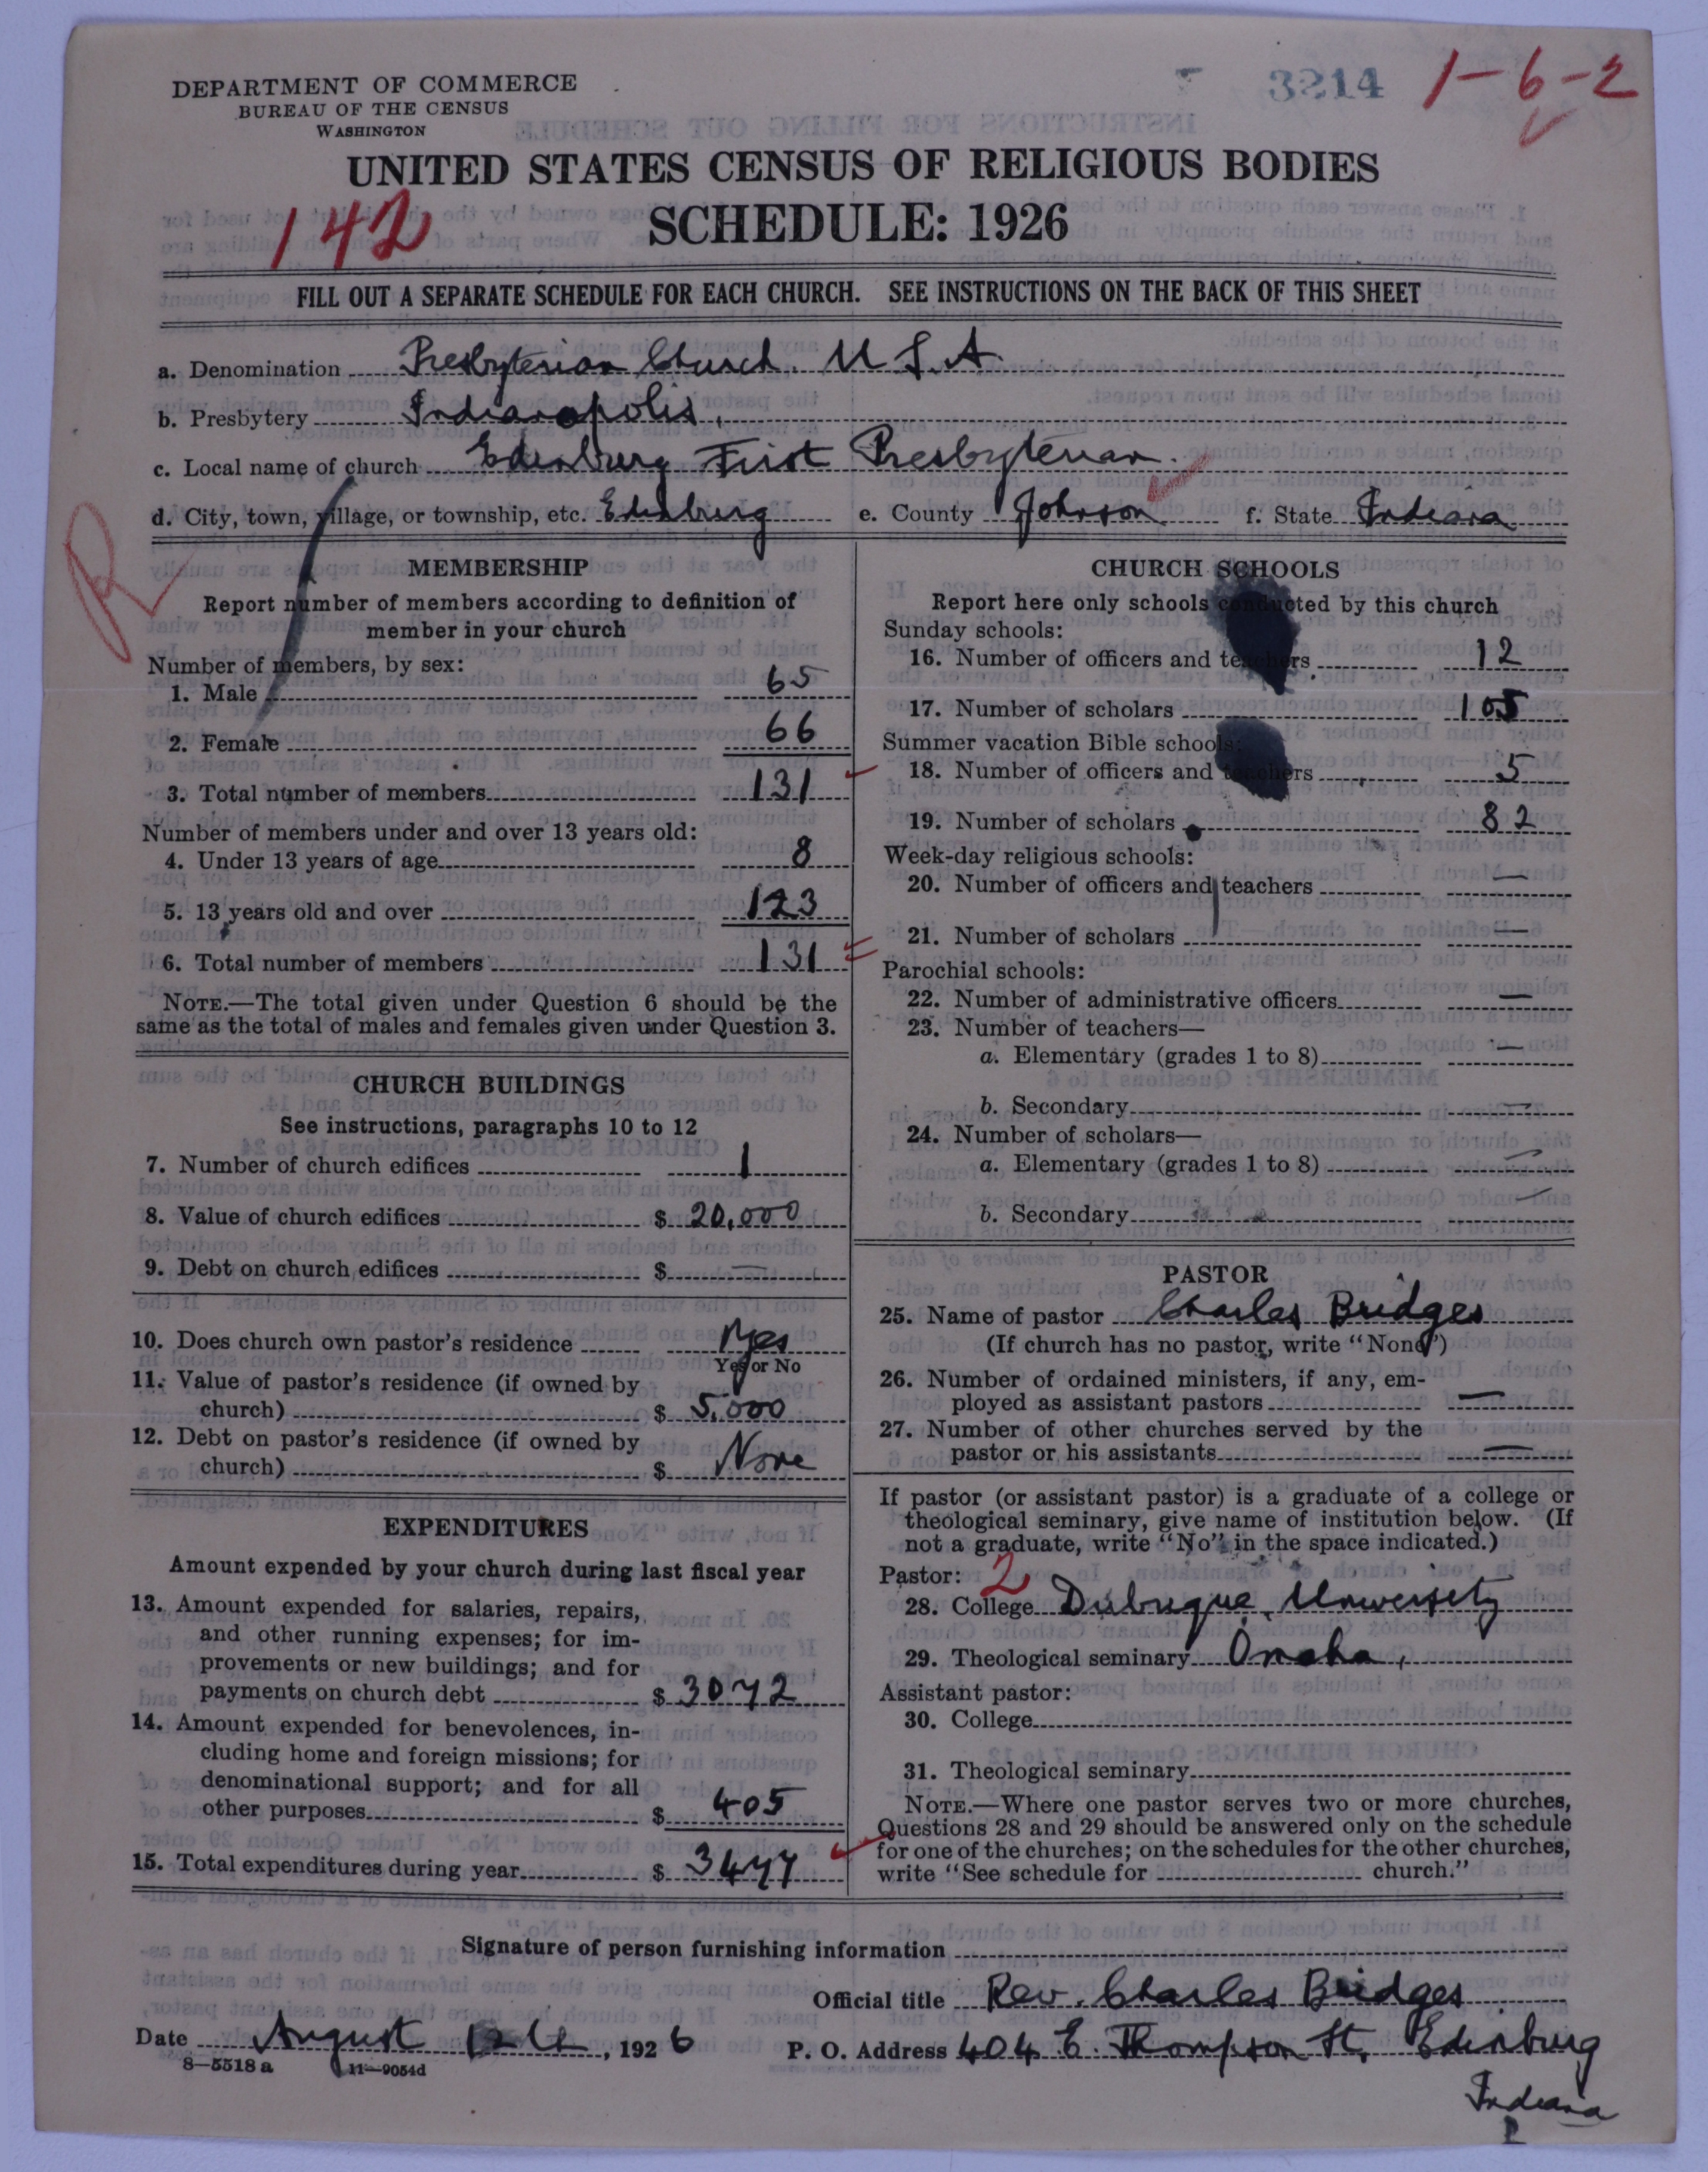 DEPARTMENT OF COMMERCE
BUREAU OF THE CENSUS
WASHINGTON
3214
1-6-2
UNITED STATES CENSUS OF RELIGIOUS BODIES
SCHEDULE: 1926
142
FILL OUT A SEPARATE SCHEDULE FOR EACH CHURCH. SEE INSTRUCTIONS ON THE BACK OF THIS SHEET
a. Denomination Presbyterian Church. U S. A.
b. Presbytery Indianapolis.
c. Local name of church Edinburg First Presbyterian.
d. City, town, village, or township, etc. Edinburg e. County Johnson f. State Indiana
R
MEMBERSHIP
Report number of members according to definition of
member in your church
Number of members, by sex:
1. Male 65
2. Female 66
3. Total number of members 131
Number of members under and over 13 years old:
4. Under 13 years of age 8
5. 13 years old and over 123
6. Total number of members 131
NOTE.—The total given under Question 6 should be the
same as the total of males and females given under Question 3.
CHURCH BUILDINGS
See instructions, paragraphs 10 to 12
7. Number of church edifices 1
8. Value of church edifices $ 20,000
9. Debt on church edifices $ —
10. Does church own pastor's residence Yes
Yes or No
11. Value of pastor's residence (if owned by
church) $ 5,000
12. Debt on pastor's residence (if owned by
church) $ None
EXPENDITURES
Amount expended by your church during last fiscal year
13. Amount expended for salaries, repairs,
and other running expenses; for im-
provements or new buildings; and for
payments on church debt $ 3072
14. Amount expended for benevolences, in-
cluding home and foreign missions; for
denominational support; and for all
other purposes $ 405
15. Total expenditures during year $ 3477
CHURCH SCHOOLS
Report here only schools conducted by this church
Sunday schools:
16. Number of officers and teachers 12
17. Number of scholars 105
Summer vacation Bible schools:
18. Number of officers and teachers 5
19. Number of scholars 82
Week-day religious schools:
20. Number of officers and teachers —
21. Number of scholars —
Parochial schools:
22. Number of administrative officers —
23. Number of teachers—
a. Elementary (grades 1 to 8) —
b. Secondary —
24. Number of scholars—
a. Elementary (grades 1 to 8) —
b. Secondary —
PASTOR
25. Name of pastor Charles Bridges
(If church has no pastor, write "None")
26. Number of ordained ministers, if any, em-
ployed as assistant pastors —
27. Number of other churches served by the
pastor or his assistants —
If pastor (or assistant pastor) is a graduate of a college or
theological seminary, give name of institution below. (If
not a graduate, write "No" in the space indicated.)
Pastor: 2
28. College Dubuque University
29. Theological seminary Omaha,
Assistant pastor:
30. College
31. Theological seminary
NOTE.—Where one pastor serves two or more churches,
Questions 28 and 29 should be answered only on the schedule
for one of the churches; on the schedules for the other churches,
write "See schedule for church."
Signature of person furnishing information
Official title Rev. Charles Bridges
Date August 12th, 1926 P. O. Address 404 E. Thompson St. Edinburg
Indiana
8—5518 a 11—9054d